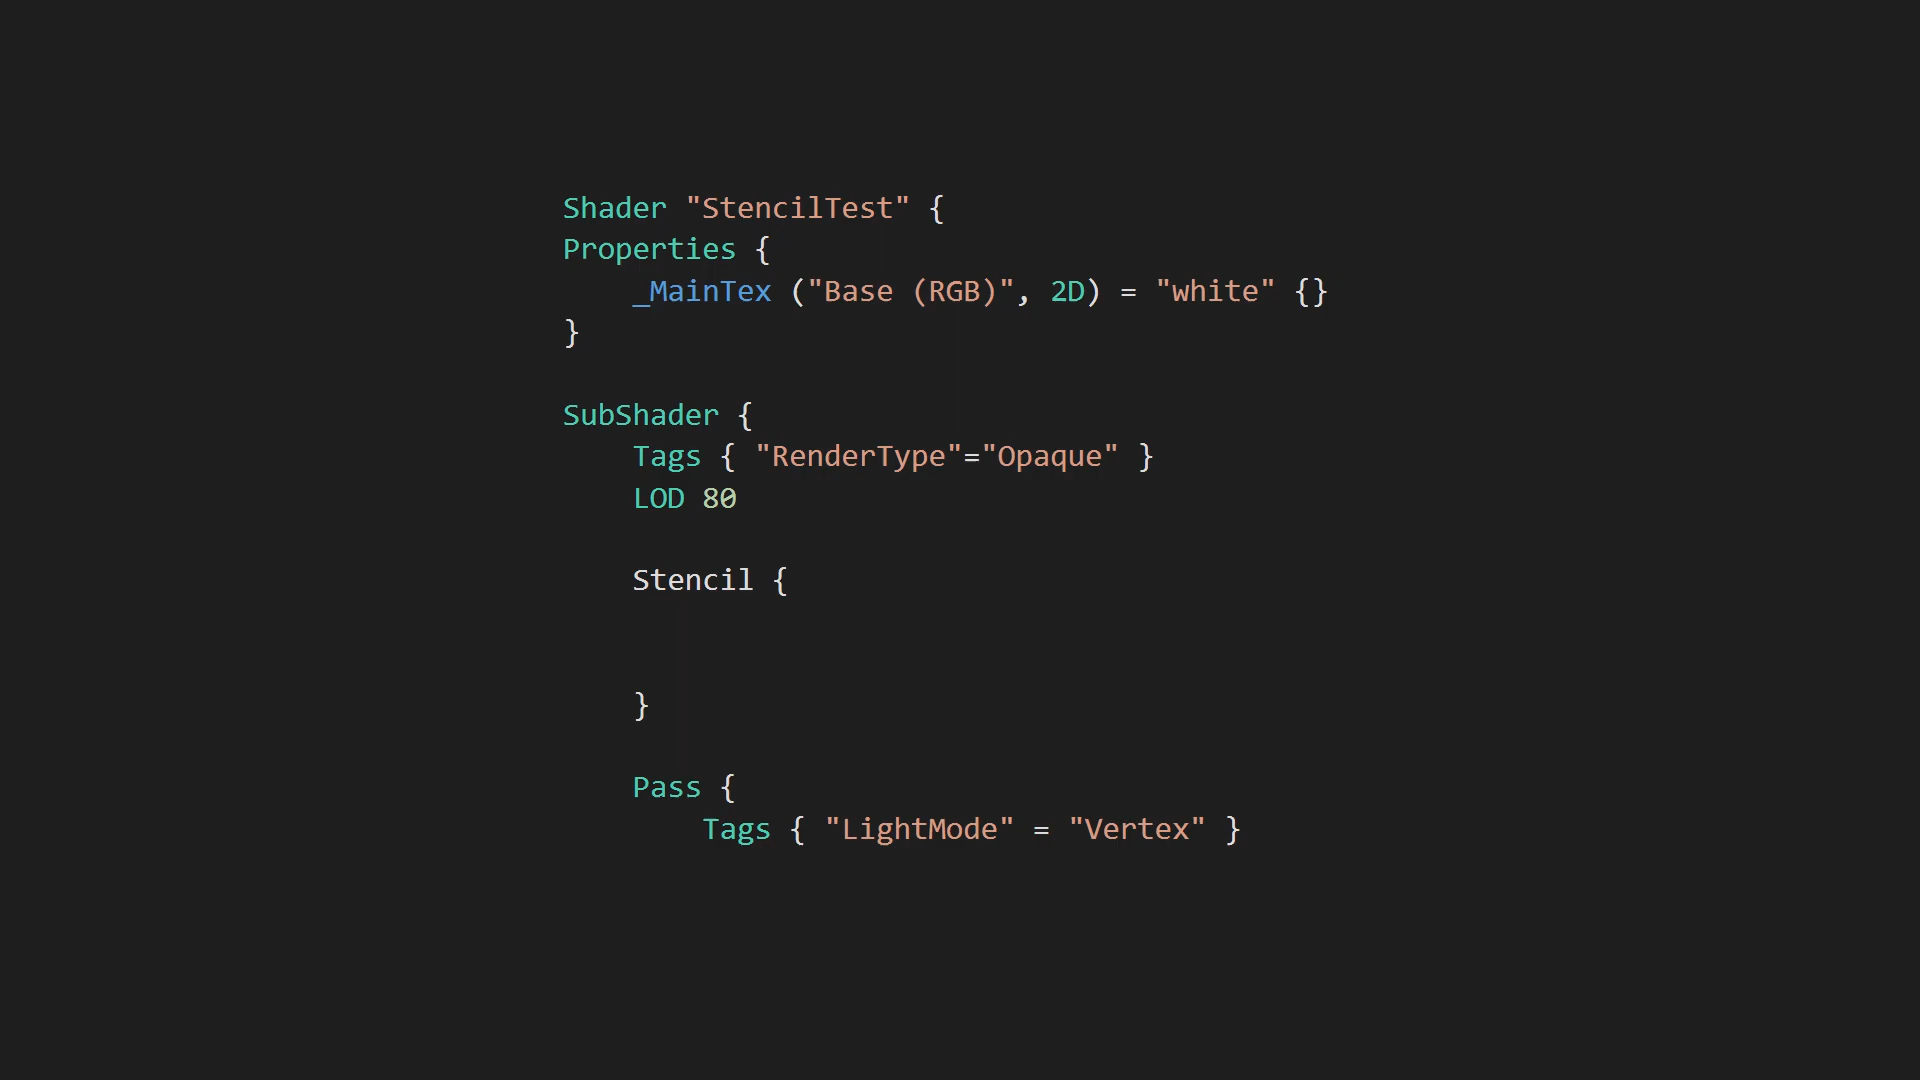 Shader "StencilTest" {
Properties {
    _MainTex ("Base (RGB)", 2D) = "white" {}
}

SubShader {
    Tags { "RenderType"="Opaque" }
    LOD 80

    Stencil {


    }

    Pass {
        Tags { "LightMode" = "Vertex" }